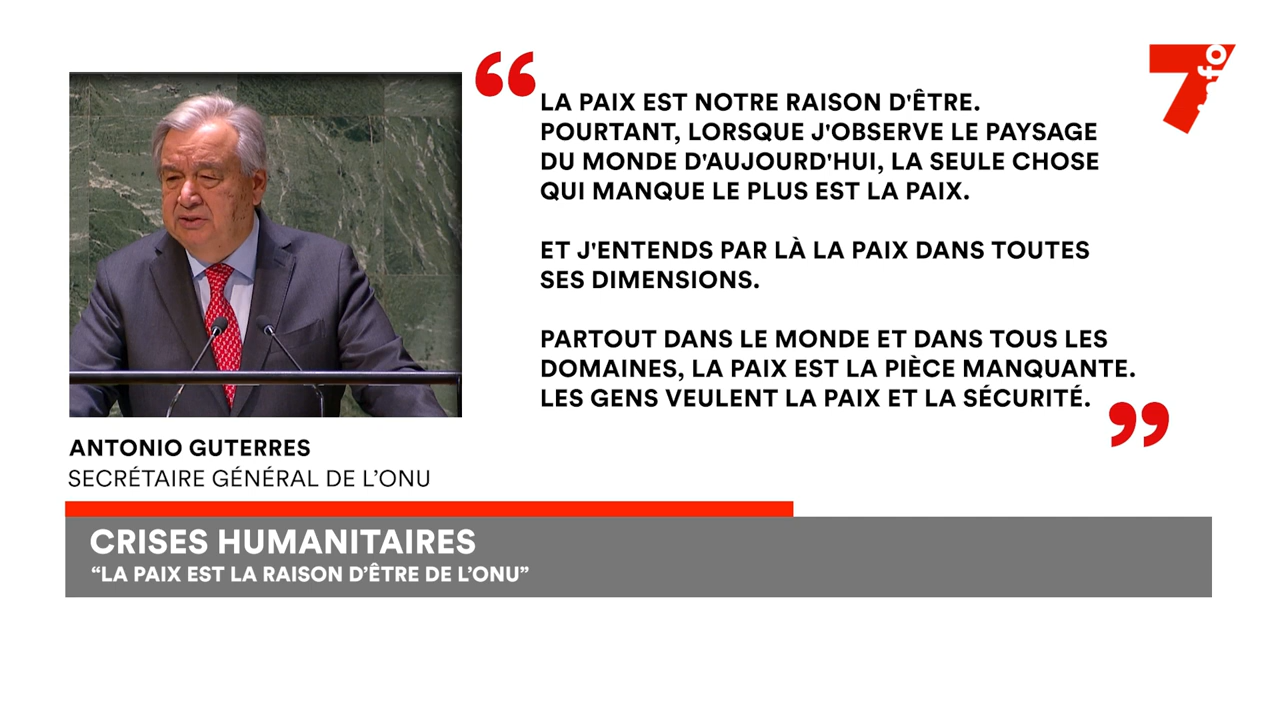 LA PAIX EST NOTRE RAISON D'ÊTRE.
POURTANT, LORSQUE J'OBSERVE LE PAYSAGE
DU MONDE D'AUJOURD'HUI, LA SEULE CHOSE
QUI MANQUE LE PLUS EST LA PAIX.
ET J'ENTENDS PAR LÀ LA PAIX DANS TOUTES
SES DIMENSIONS.
PARTOUT DANS LE MONDE ET DANS TOUS LES
DOMAINES, LA PAIX EST LA PIÈCE MANQUANTE.
LES GENS VEULENT LA PAIX ET LA SÉCURITÉ.
7info
ANTONIO GUTERRES
SECRÉTAIRE GÉNÉRAL DE L’ONU
CRISES HUMANITAIRES
“LA PAIX EST LA RAISON D’ÊTRE DE L’ONU”